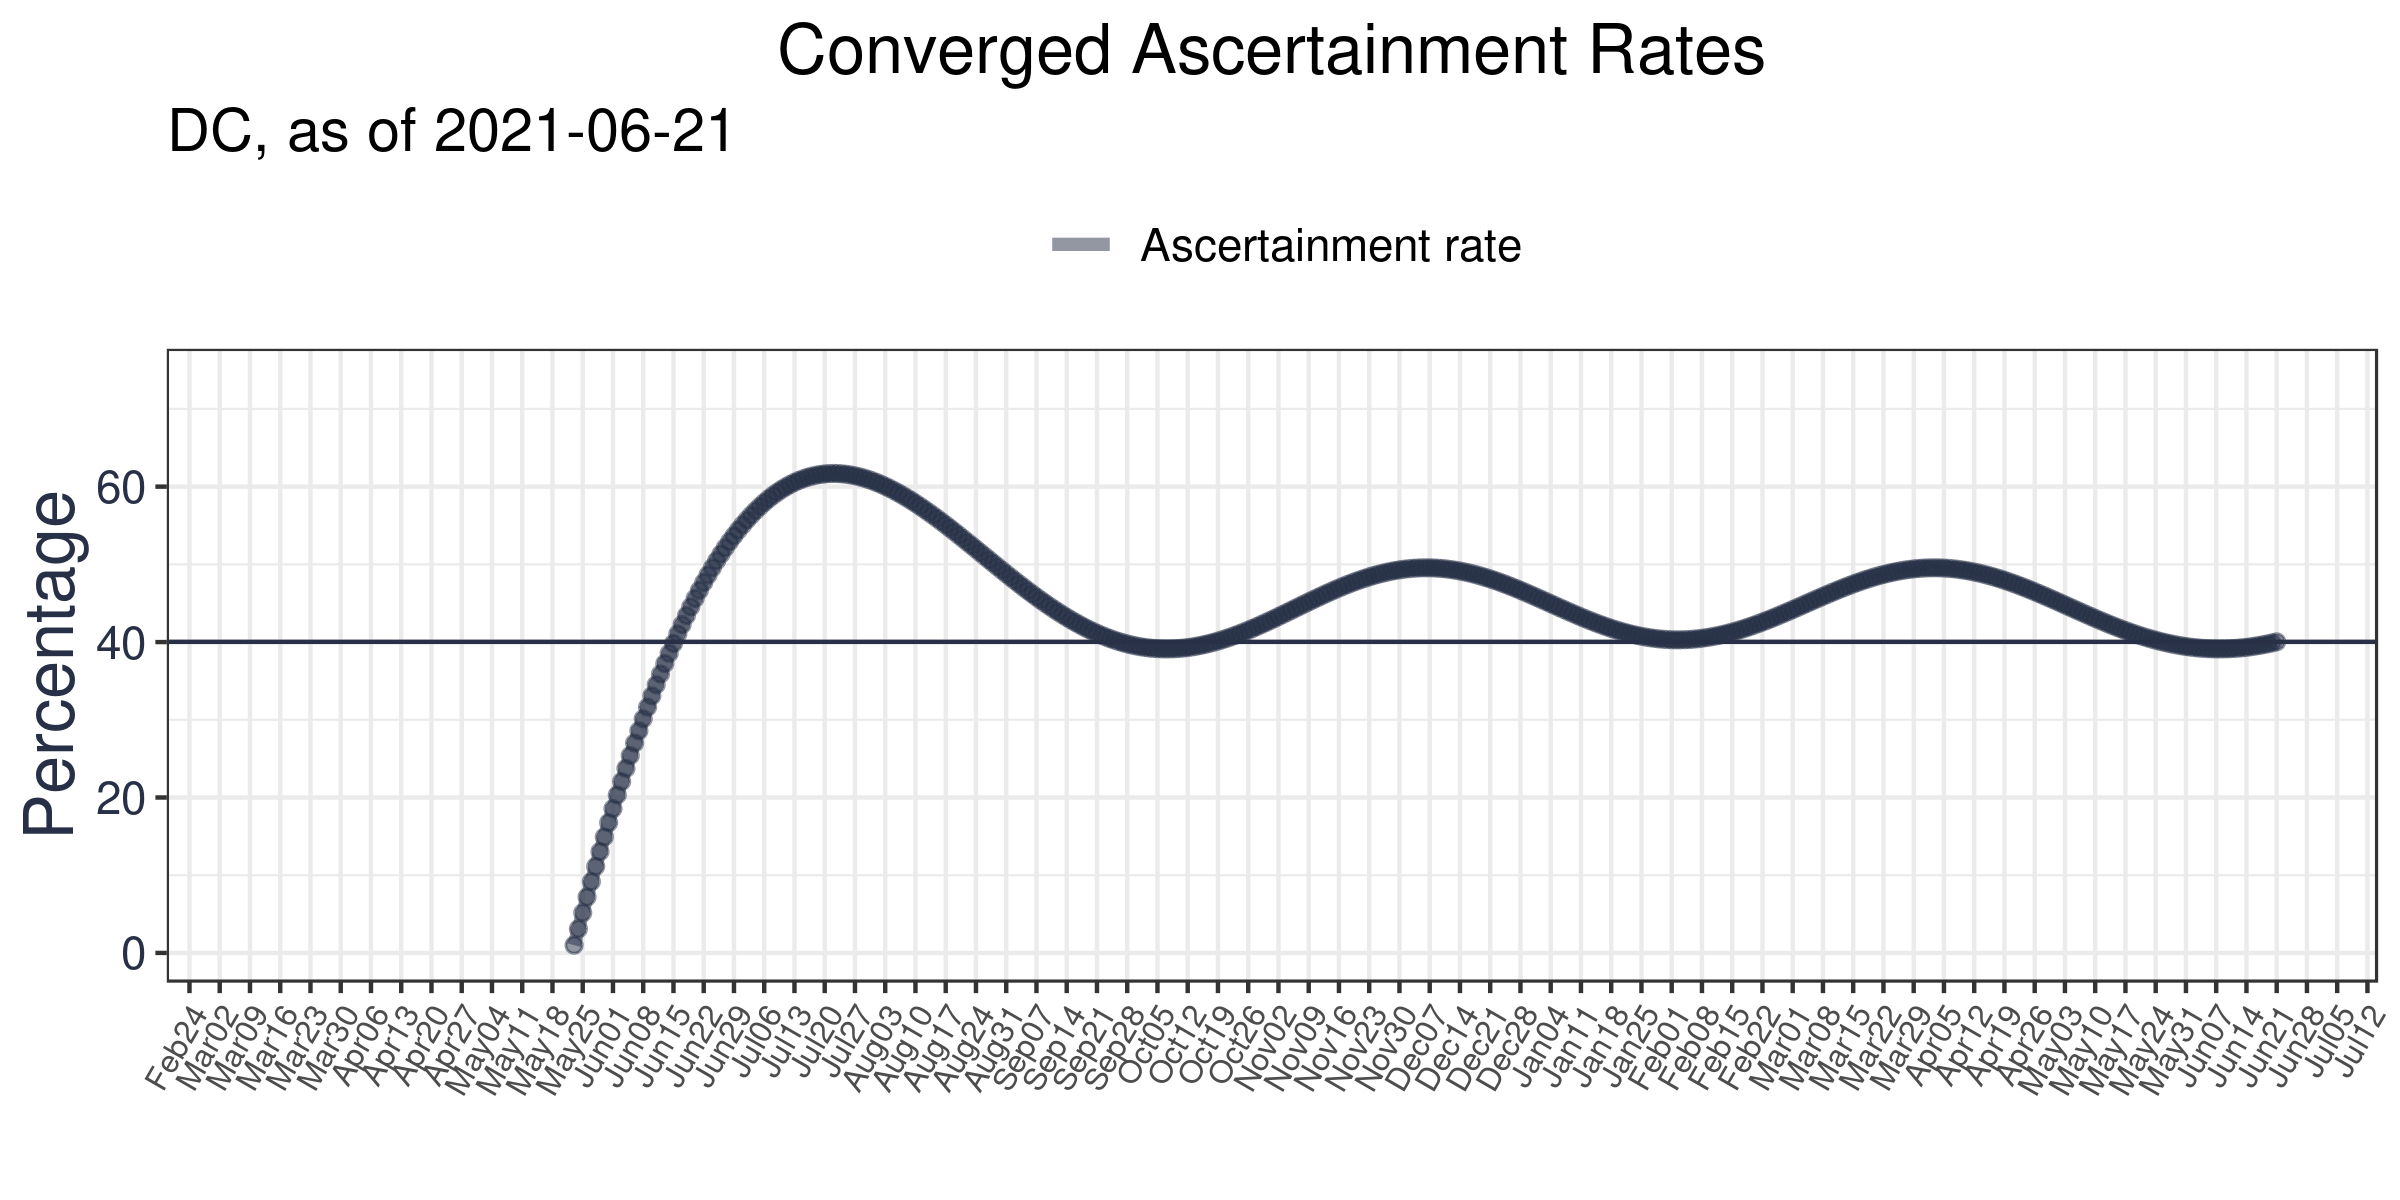 Converged Ascertainment Rates
DC, as of 2021-06-21
Ascertainment rate
Percentage
60
40
20
0
Feb24
Mar02
Mar09
Mar16
Mar23
Mar30
Apr06
Apr13
Apr20
Apr27
May04
May11
May18
May25
Jun01
Jun08
Jun15
Jun22
Jun29
Jul06
Jul13
Jul20
Jul27
Aug03
Aug10
Aug17
Aug24
Aug31
Sep07
Sep14
Sep21
Sep28
Oct05
Oct12
Oct19
Oct26
Nov02
Nov09
Nov16
Nov23
Nov30
Dec07
Dec14
Dec21
Dec28
Dec04
Jan11
Jan18
Jan25
Feb01
Feb08
Feb15
Feb22
Mar01
Mar08
Mar15
Mar22
Mar29
Apr05
Apr12
Apr19
Apr26
May03
May10
May17
May24
May31
Jun07
Jun14
Jun21
Jun28
Jul05
Jul12